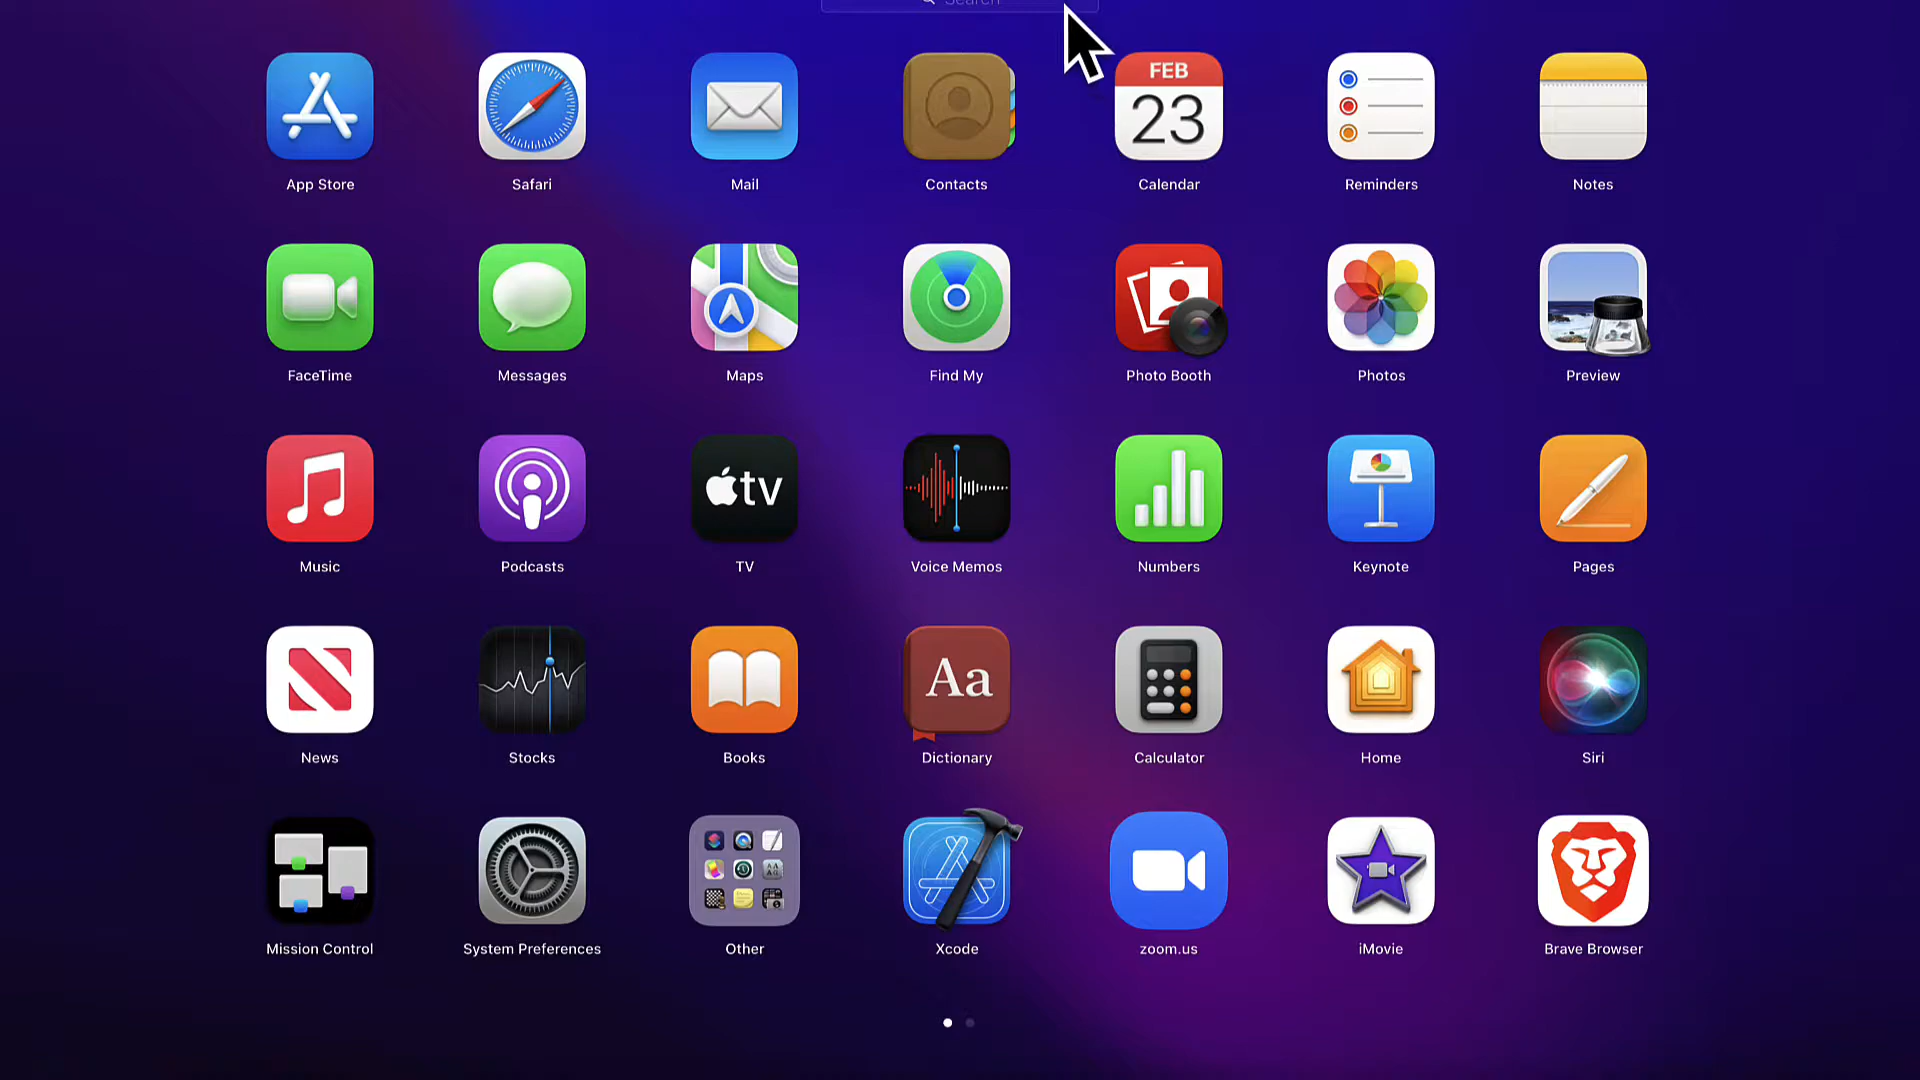 Search
FEB
23
App Store
Safari
Mail
Contacts
Calendar
Reminders
Notes
FaceTime
Messages
Maps
Find My
Photo Booth
Photos
Preview
tv
Music
Podcasts
TV
Voice Memos
Numbers
Keynote
Pages
Aa
News
Stocks
Books
Dictionary
Calculator
Home
Siri
Mission Control
System Preferences
Other
Xcode
zoom.us
iMovie
Brave Browser